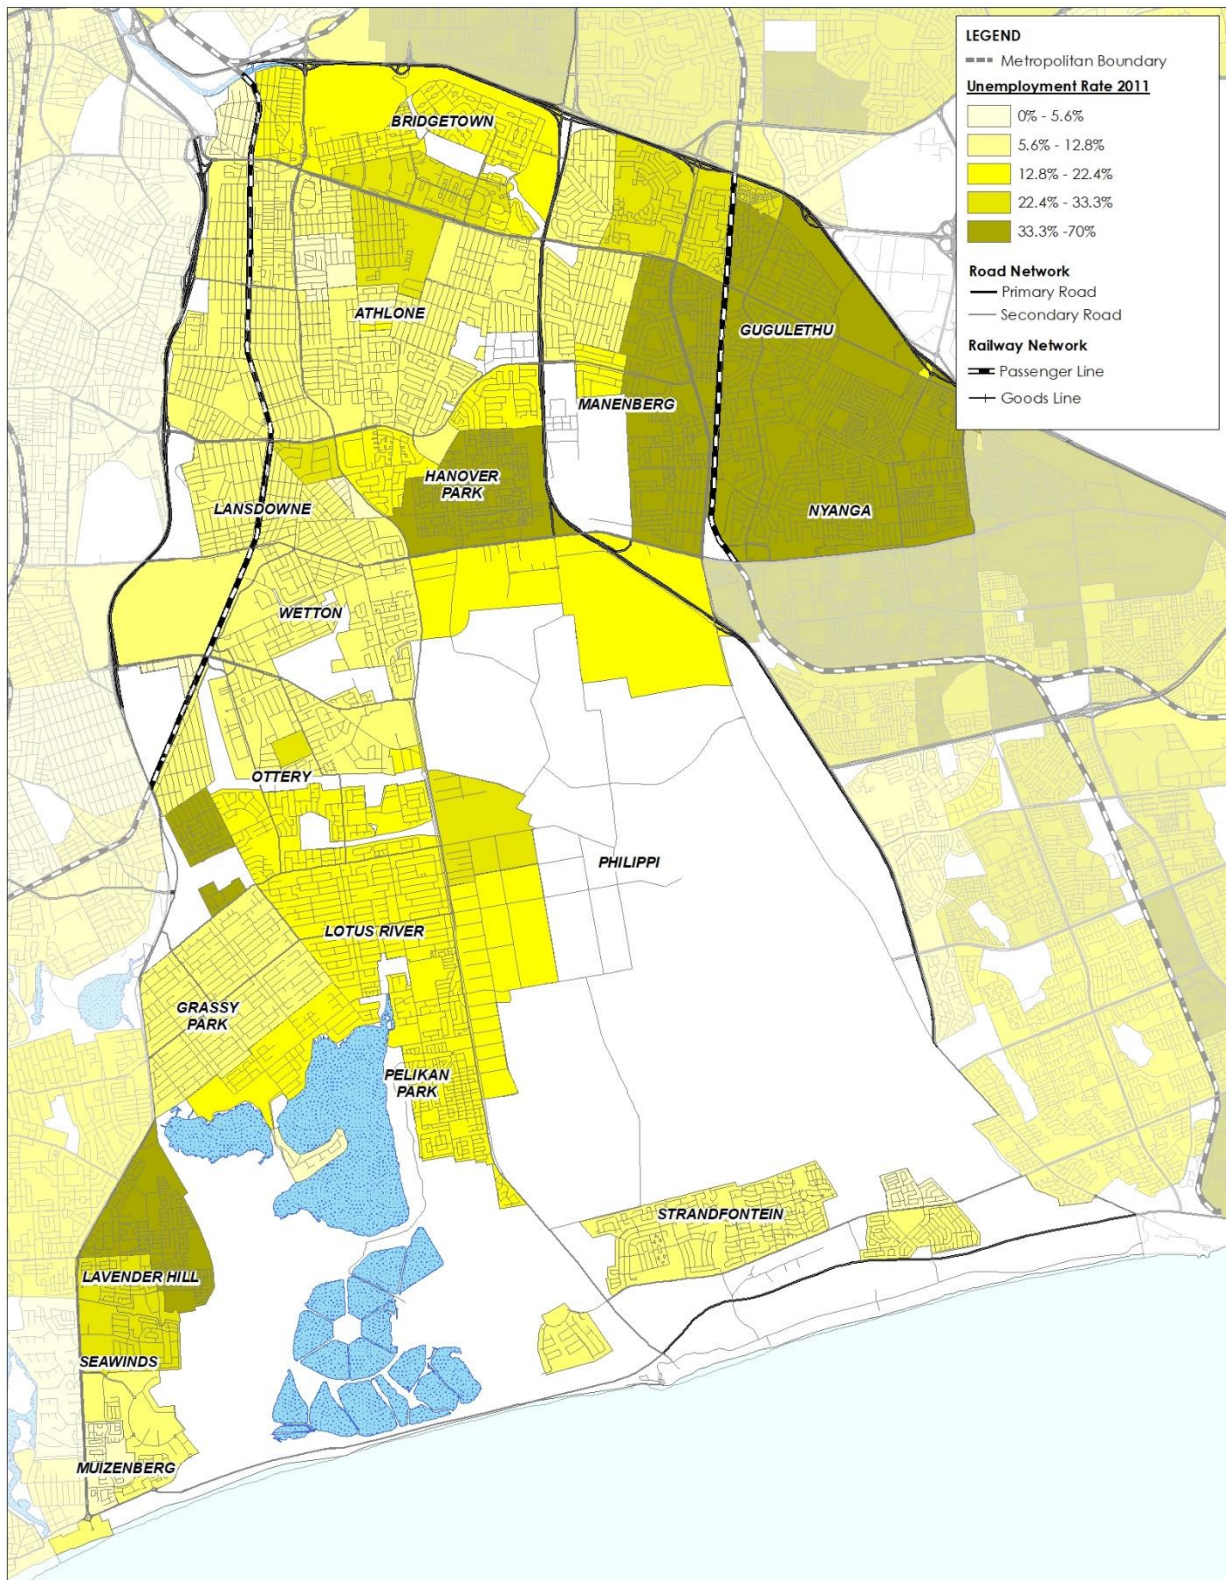 LEGEND
Metropolitan Boundary
Unemployment Rate 2011
0% - 5.6%
5.6% - 12.8%
12.8% - 22.4%
22.4% - 33.3%
33.3% -70%
Road Network
Primary Road
Secondary Road
Railway Network
Passenger Line
Goods Line
BRIDGETOWN
ATHLONE
GUGULETHU
MANENBERG
HANOVER
PARK
LANSDOWNE
NYANGA
WETTON
OTTERY
PHILIPPI
LOTUS RIVER
GRASSY
PARK
PELIKAN
PARK
STRANDFONTEIN
LAVENDER HILL
SEAWINDS
MUIZENBERG